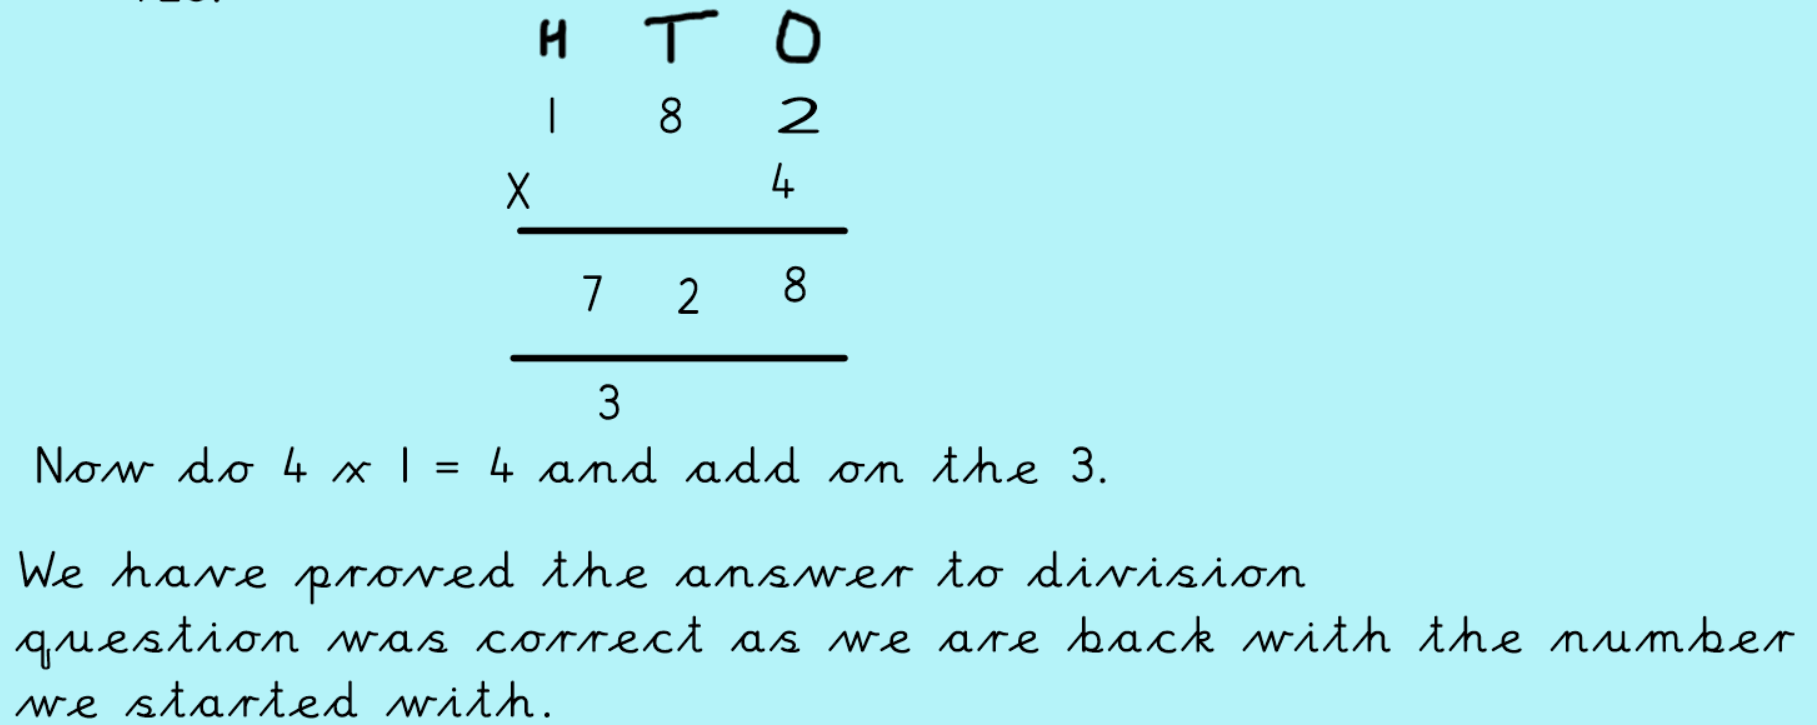 H T O
1 8 2
x 4
7 2 8
3
Now do 4 x 1 = 4 and add on the 3.
We have proved the answer to division
question was correct as we are back with the number
we started with.